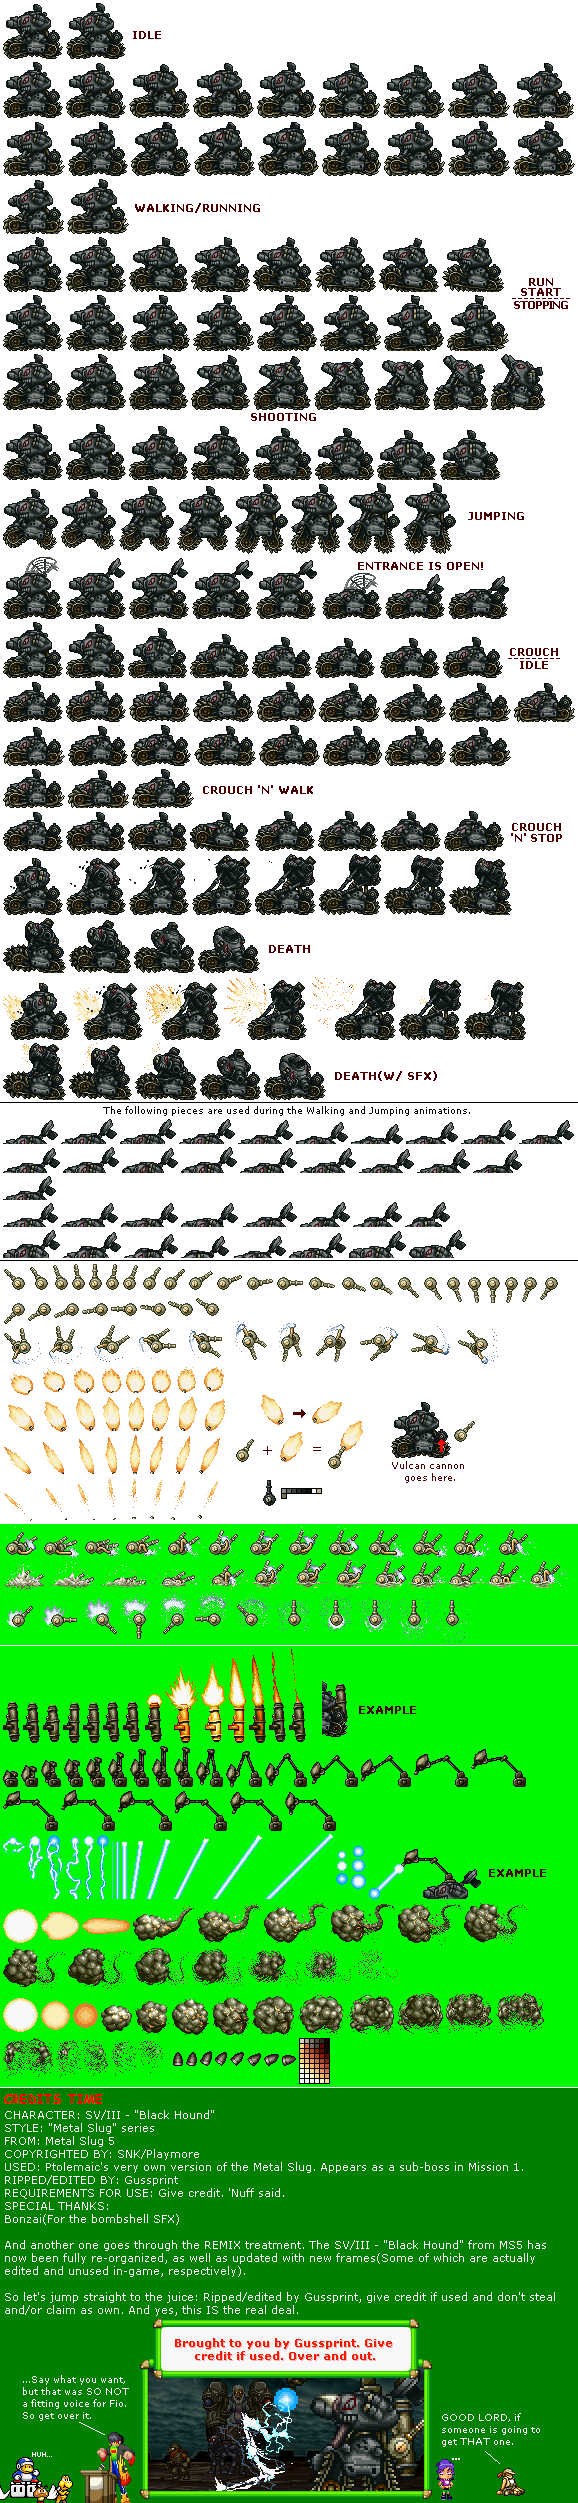 IDLE
WALKING/RUNNING
RUN
START
STOPPING
SHOOTING
JUMPING
ENTRANCE IS OPEN!
CROUCH
IDLE
CROUCH 'N' WALK
CROUCH
'N' STOP
DEATH
DEATH(W/ SFX)
The following pieces are used during the Walking and Jumping animations.
+ =
Vulcan cannon
goes here.
EXAMPLE
EXAMPLE
CREDITS TIME
CHARACTER: SV/III - "Black Hound"
STYLE: "Metal Slug" series
FROM: Metal Slug 5
COPYRIGHTED BY: SNK/Playmore
USED: Ptolemaic's very own version of the Metal Slug. Appears as a sub-boss in Mission 1.
RIPPED/EDITED BY: Gussprint
REQUIREMENTS FOR USE: Give credit. 'Nuff said.
SPECIAL THANKS:
Bonzai(For the bombshell SFX)
And another one goes through the REMIX treatment. The SV/III - "Black Hound" from MS5 has
now been fully re-organized, as well as updated with new frames(Some of which are actually
edited and unused in-game, respectively).
So let's jump straight to the juice: Ripped/edited by Gussprint, give credit if used and don't steal
and/or claim as own. And yes, this IS the real deal.
Brought to you by Gussprint. Give
credit if used. Over and out.
...Say what you want,
but that was SO NOT
a fitting voice for Fio.
So get over it.
HUH...
GOOD LORD, if
someone is going to
get THAT one.
...